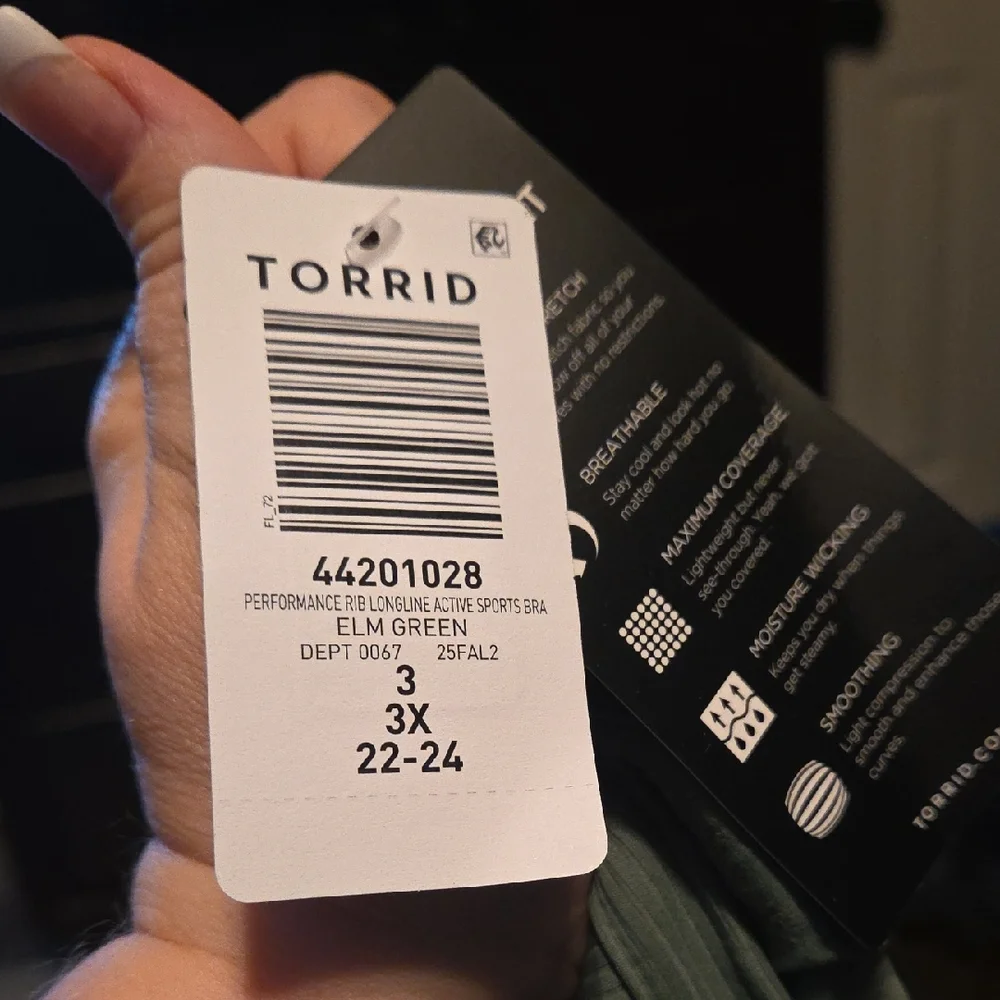 TORRID
FL_72
44201028
PERFORMANCE RIB LONGLINE ACTIVE SPORTS BRA
ELM GREEN
DEPT 0067 25FAL2
3
3X
22-24
BREATHABLE
Stay cool and look hot no
matter how hard you go
MAXIMUM COVERAGE
Lightweight but never
see-through. Yeah, we got
you covered.
MOISTURE WICKING
Keeps you dry when things
get steamy.
SMOOTHING
Light compression to
smooth and enhance those
curves.
TORRID.CO